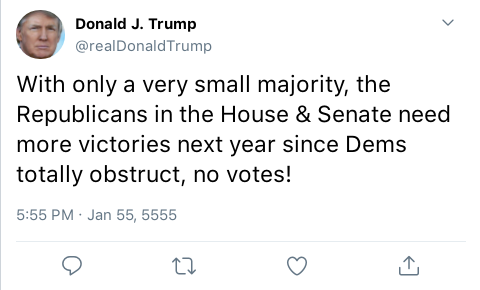 Donald J. Trump
@realDonaldTrump
With only a very small majority, the
Republicans in the House & Senate need
more victories next year since Dems
totally obstruct, no votes!
5:55 PM · Jan 55, 5555